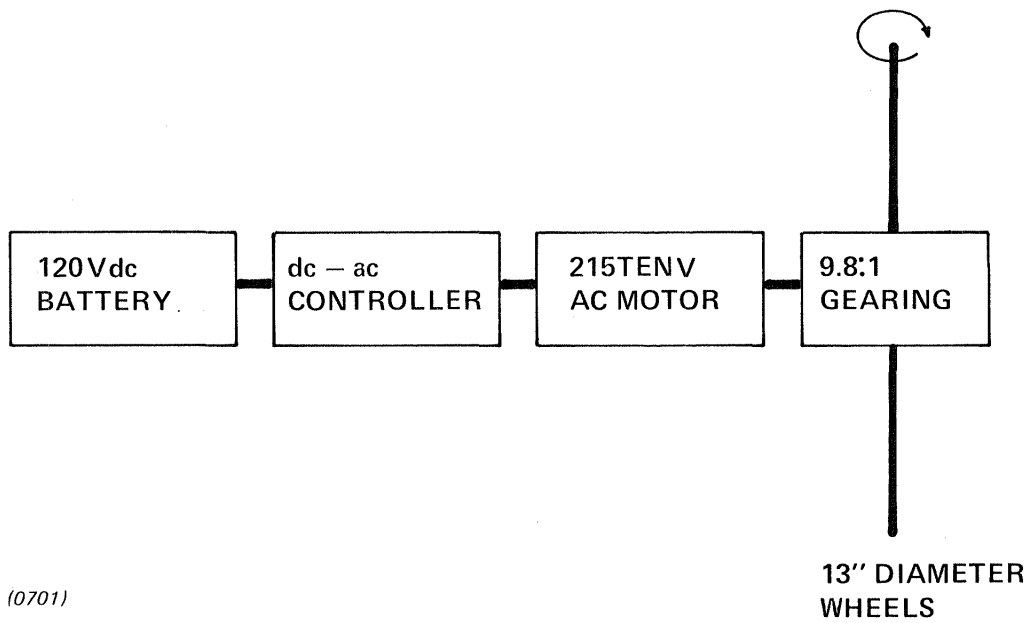 120Vdc
BATTERY
dc – ac
CONTROLLER
215TENV
AC MOTOR
9.8:1
GEARING
13" DIAMETER
WHEELS
(0701)